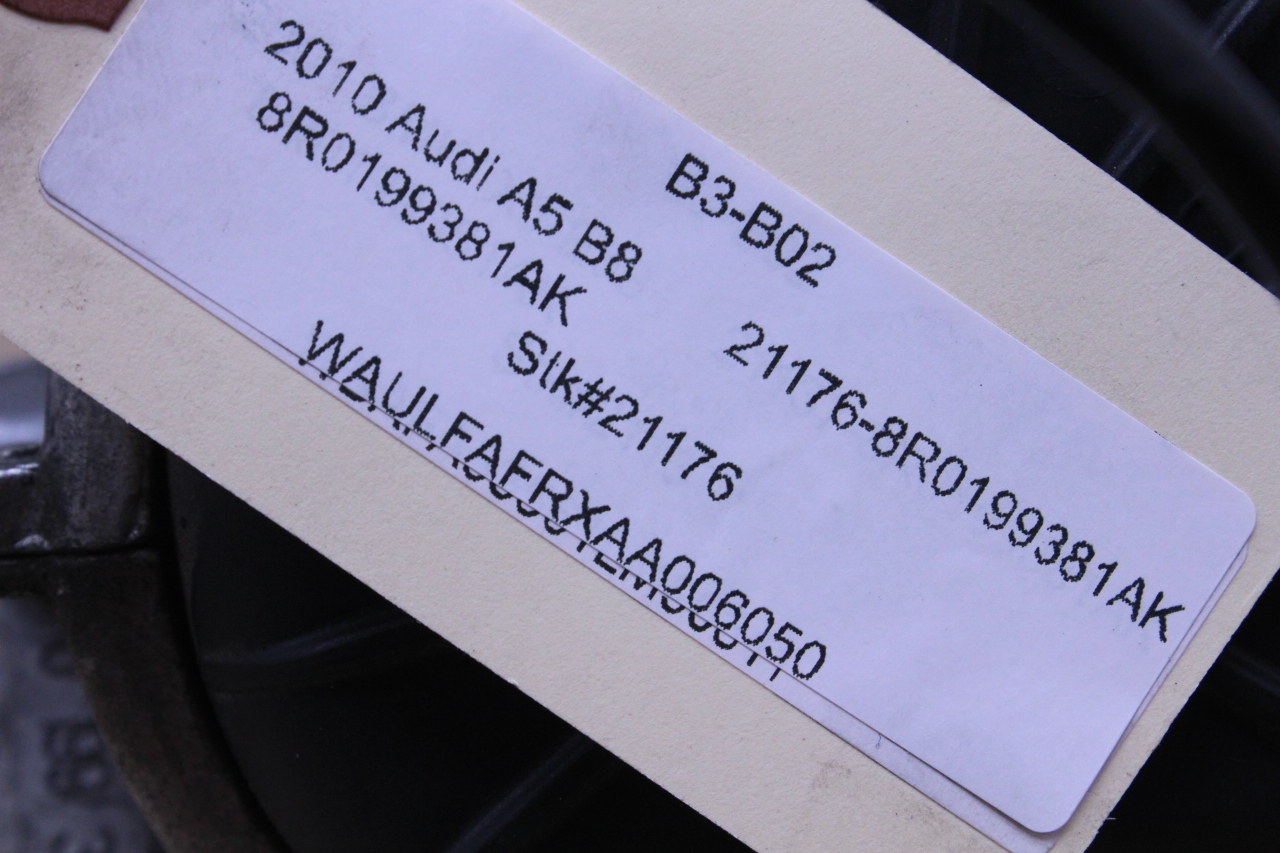 2010 Audi A5 B8 B3-B02
8R0199381AK
21176-8R0199381AK
Stk#21176
WAULFAFRXAA006050